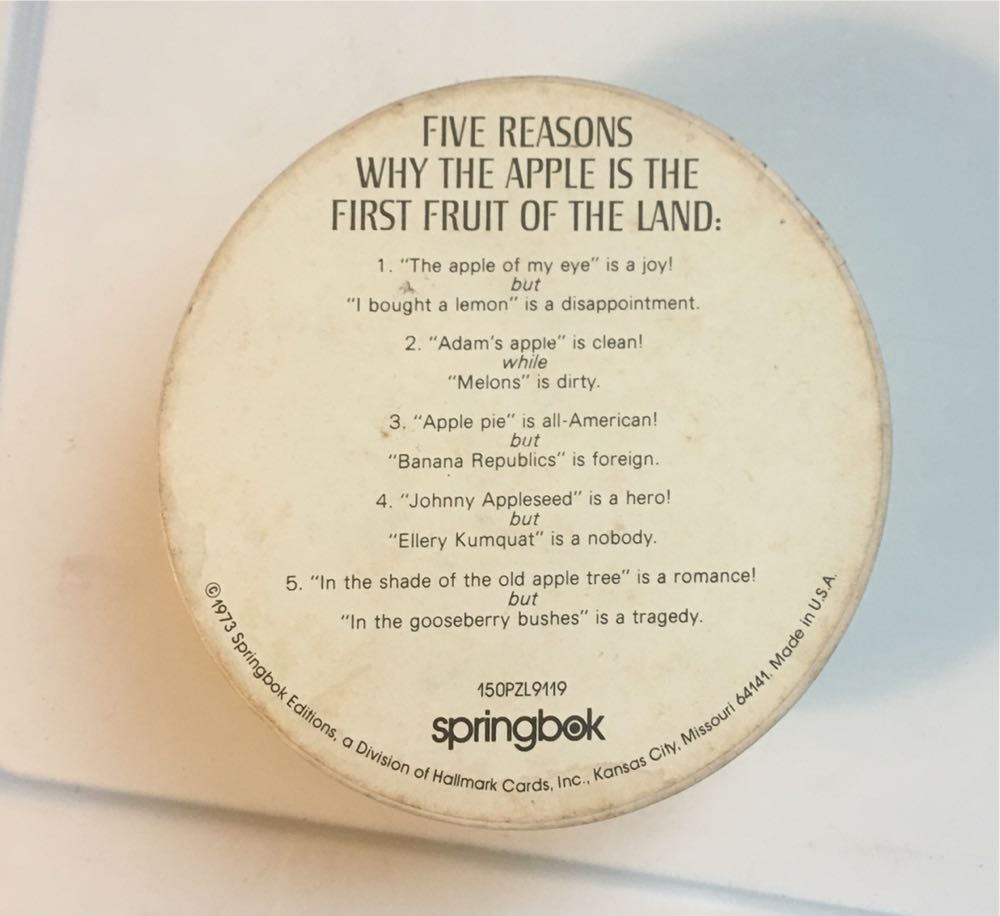 FIVE REASONS
WHY THE APPLE IS THE
FIRST FRUIT OF THE LAND:
1. "The apple of my eye" is a joy!
but
"I bought a lemon" is a disappointment.
2. "Adam's apple" is clean!
while
"Melons" is dirty.
3. "Apple pie" is all-American!
but
"Banana Republics" is foreign.
4. "Johnny Appleseed" is a hero!
but
"Ellery Kumquat" is a nobody.
5. "In the shade of the old apple tree" is a romance!
but
"In the gooseberry bushes" is a tragedy.
150PZL9119
springbok
©1973 Springbok Editions, a Division of Hallmark Cards, Inc., Kansas City, Missouri 64141. Made in U.S.A.